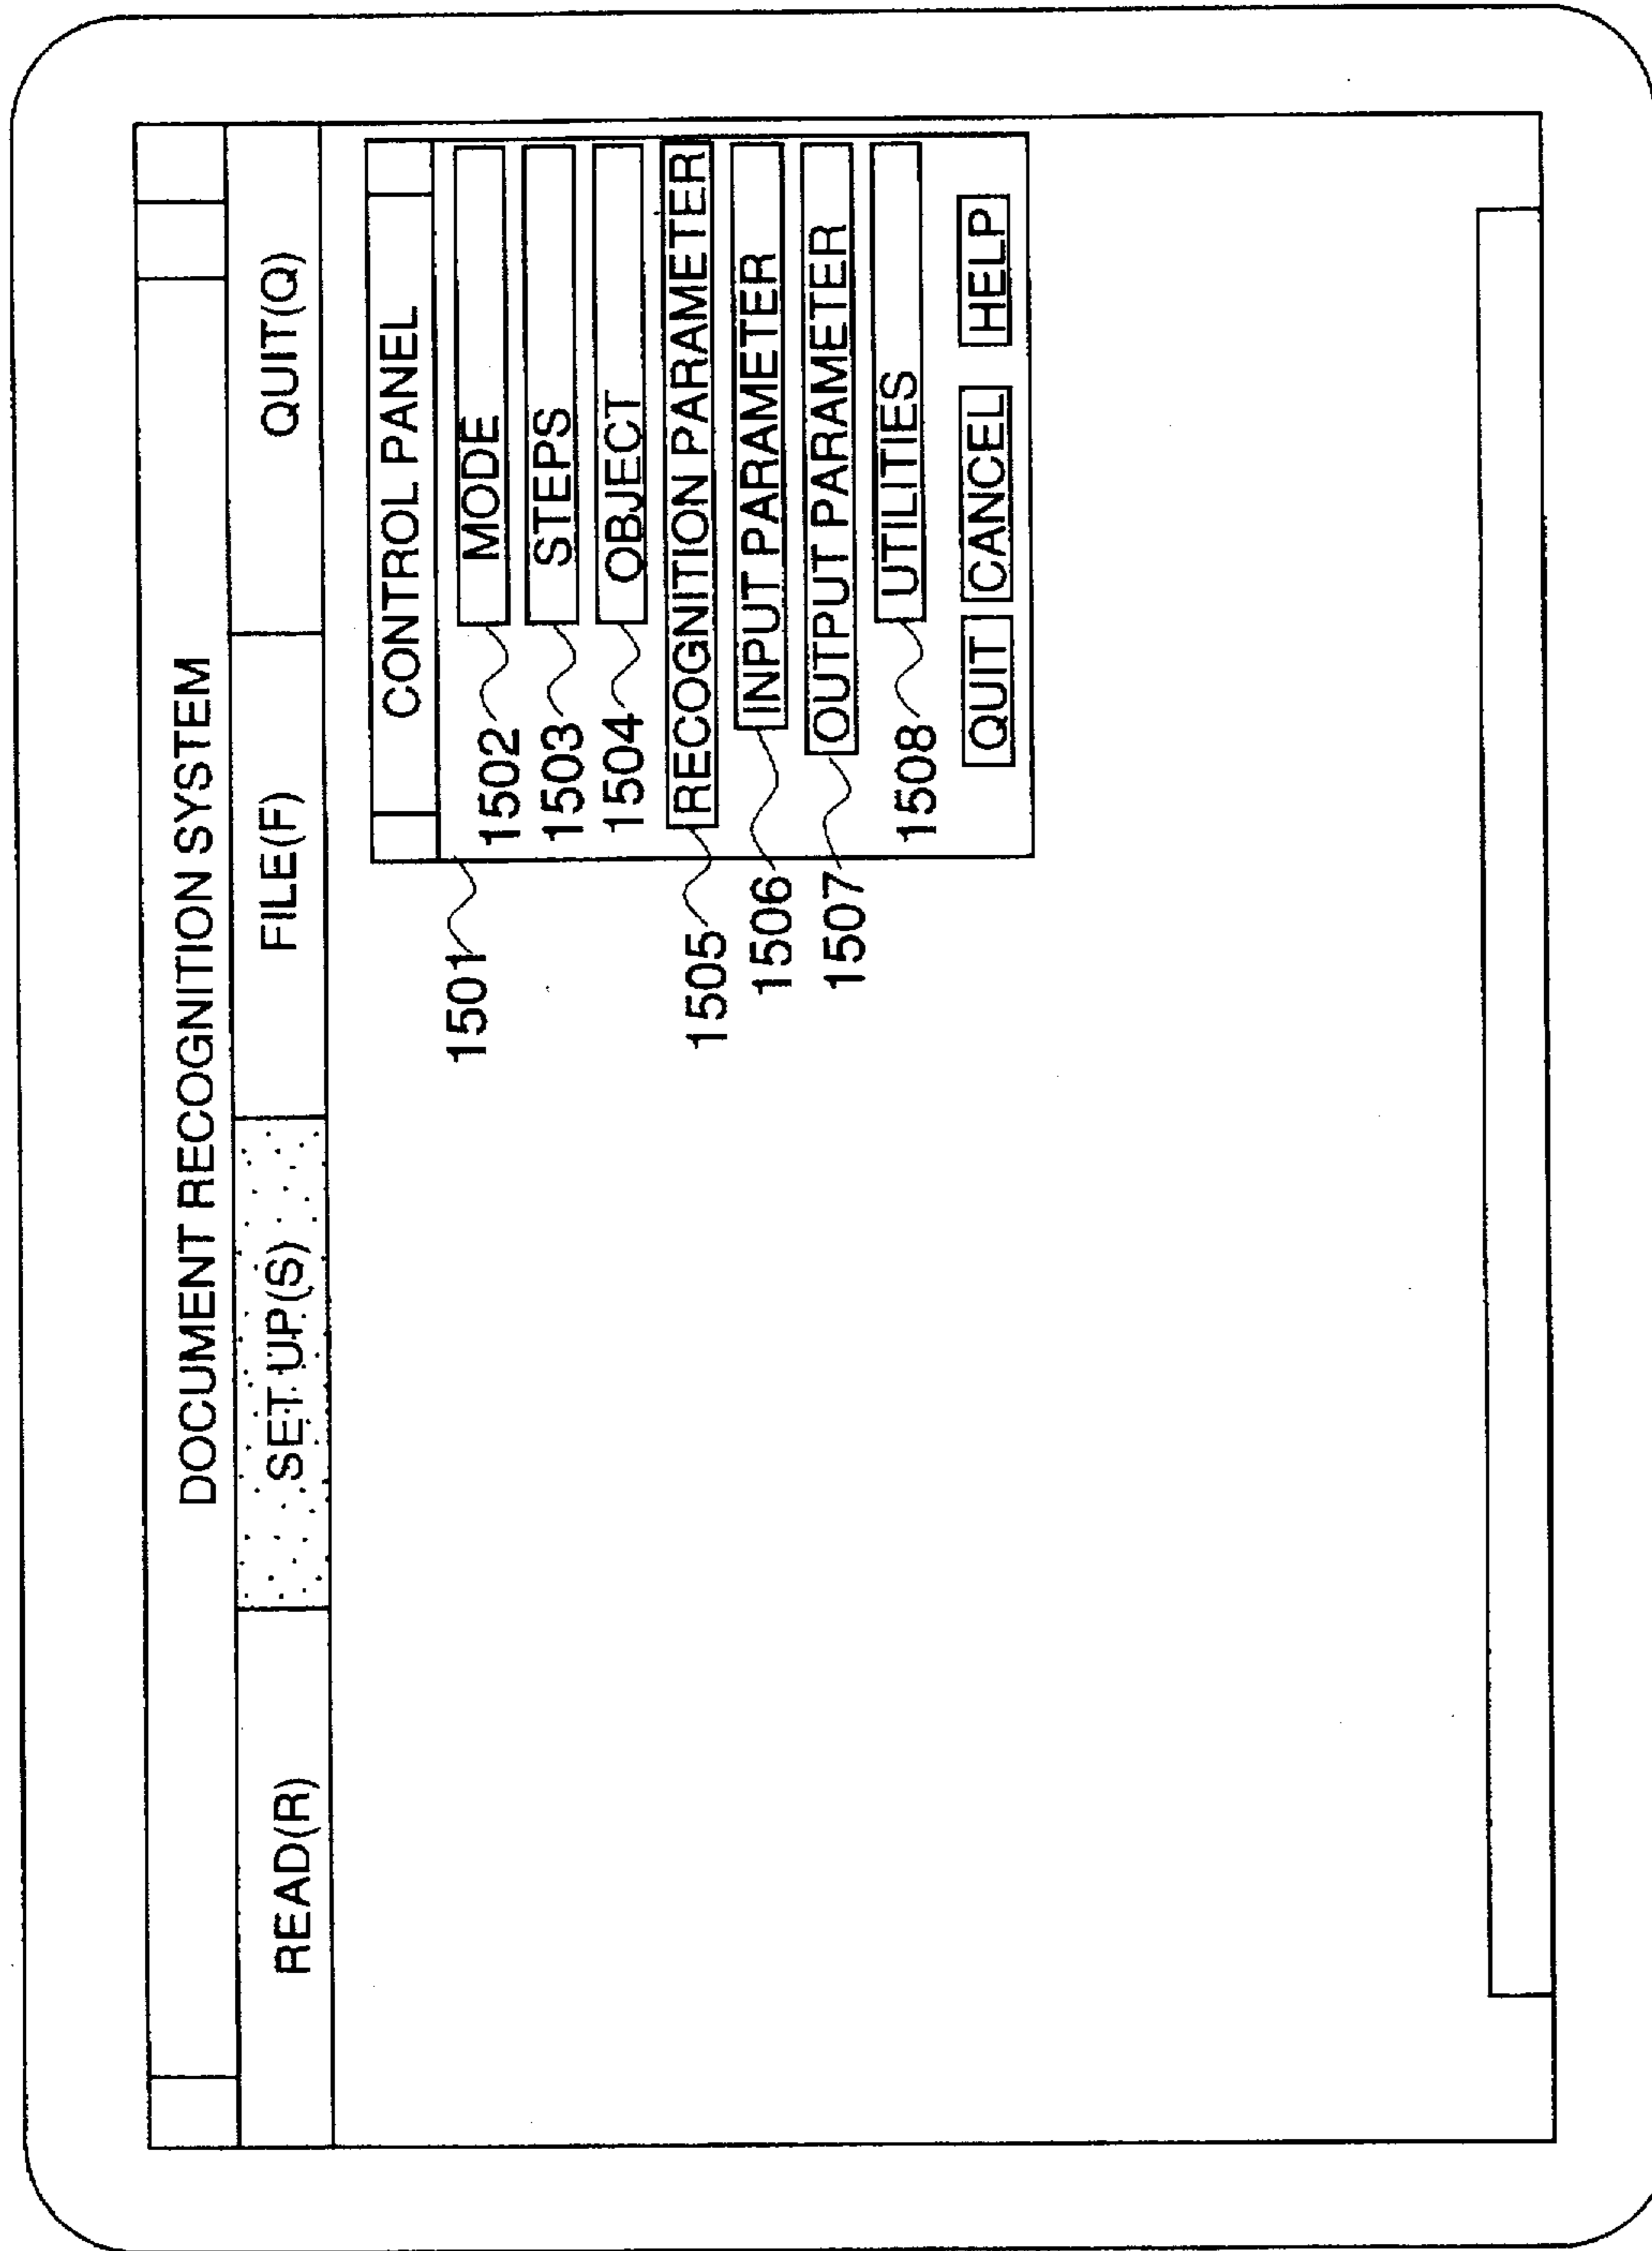 DOCUMENT RECOGNITION SYSTEM
READ(R) SET UP(S) FILE(F) QUIT(Q)
CONTROL PANEL
1501
1502 MODE
1503 STEPS
1504 OBJECT
1505 RECOGNITION PARAMETER
1506 INPUT PARAMETER
1507 OUTPUT PARAMETER
1508 UTILITIES
QUIT CANCEL HELP